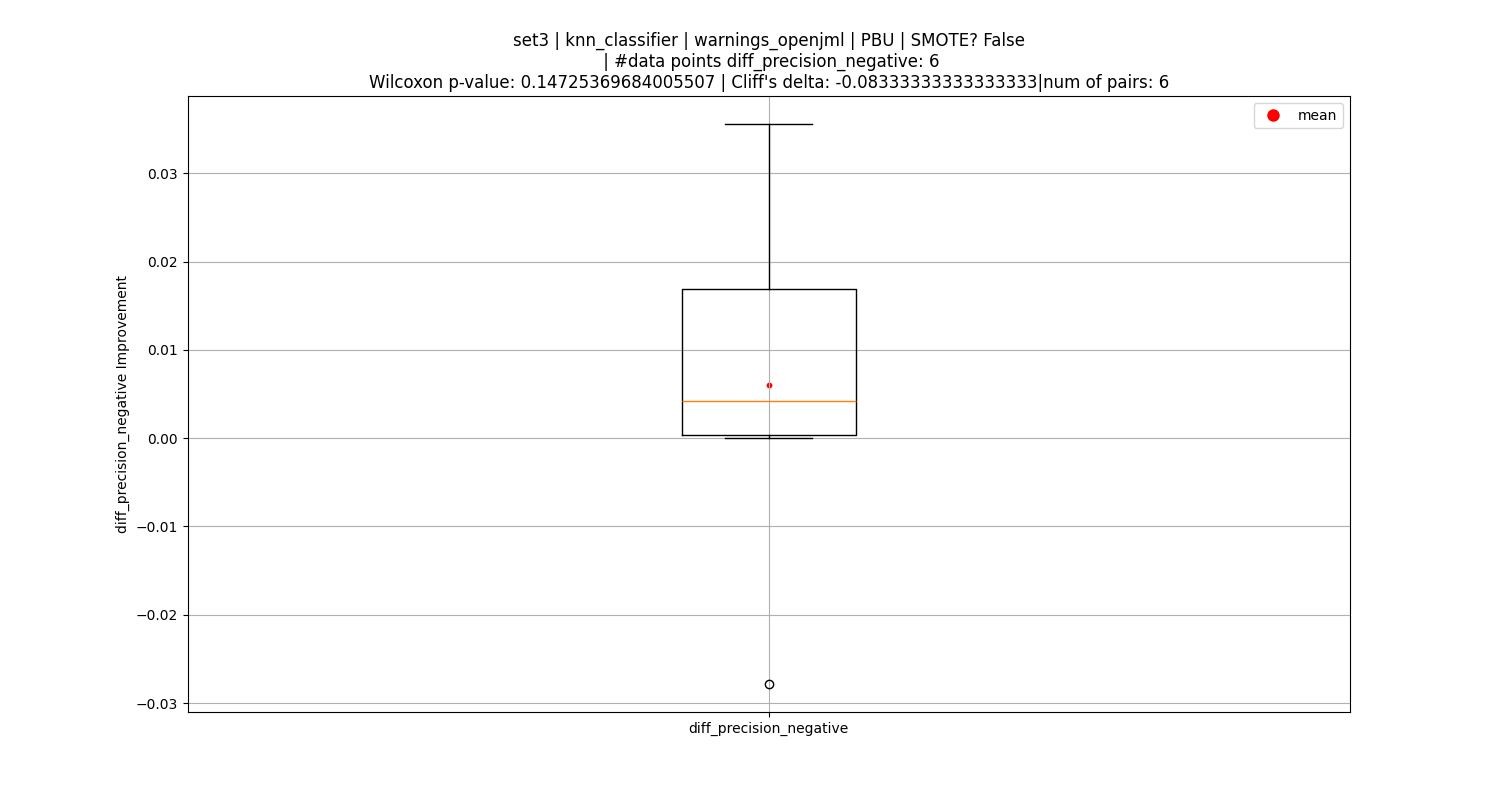 set3 | knn_classifier | warnings_openjml | PBU | SMOTE? False
| #data points diff_precision_negative: 6
Wilcoxon p-value: 0.14725369684005507 | Cliff's delta: -0.08333333333333333|num of pairs: 6
mean
0.03
0.02
0.01
0.00
−0.01
−0.02
−0.03
diff_precision_negative Improvement
diff_precision_negative